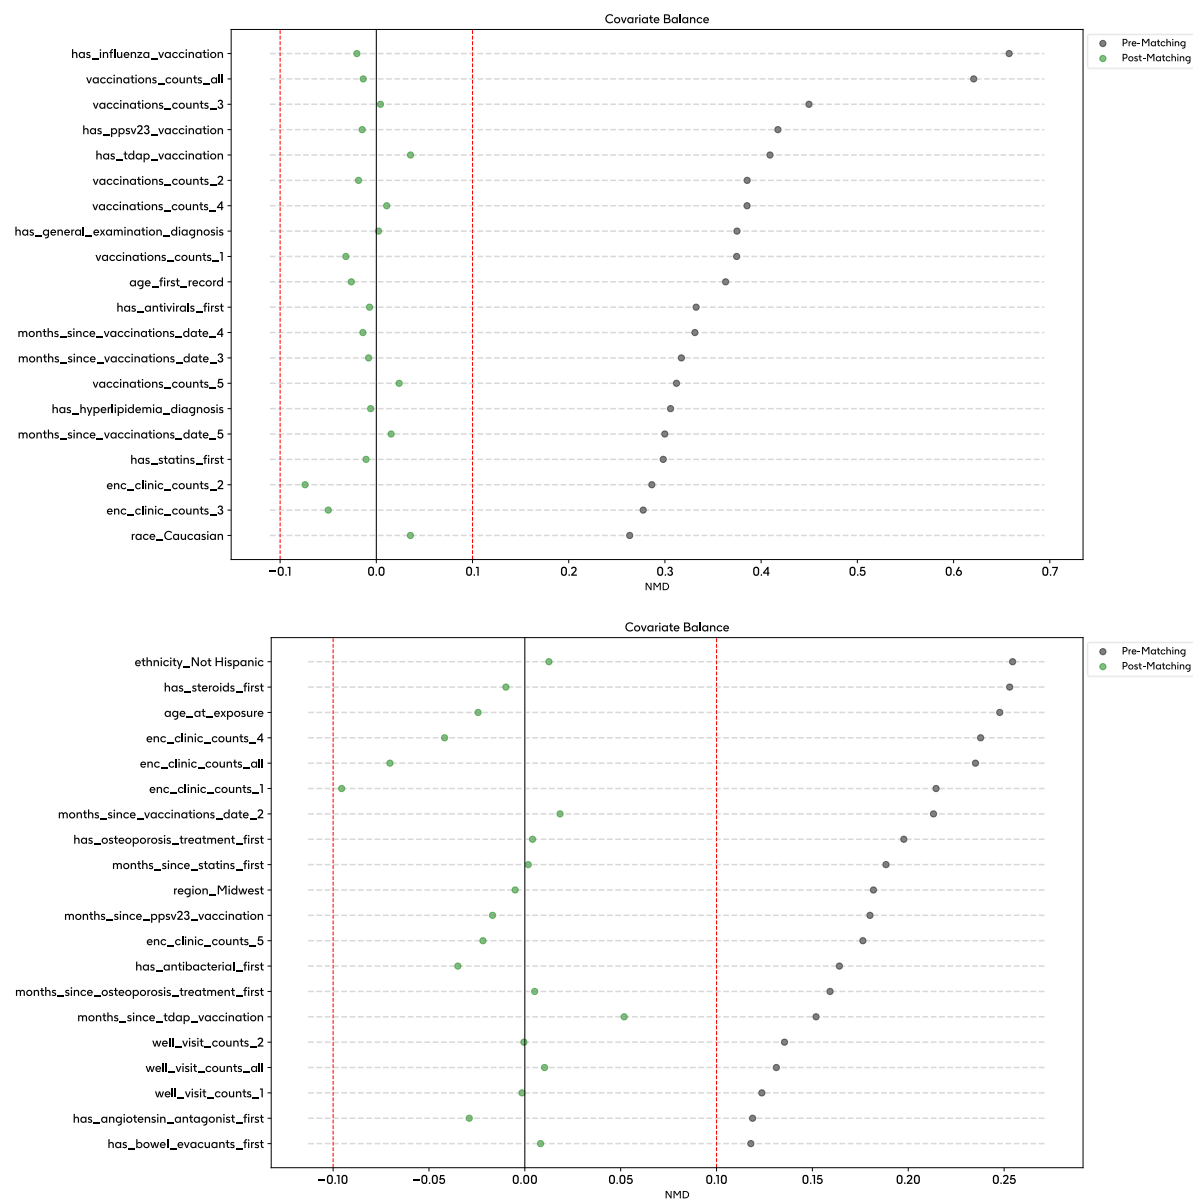 Covariate Balance
has_influenza_vaccination
vaccinations_counts_all
vaccinations_counts_3
has_ppsv23_vaccination
has_tdap_vaccination
vaccinations_counts_2
vaccinations_counts_4
has_general_examination_diagnosis
vaccinations_counts_1
age_first_record
has_antivirals_first
months_since_vaccinations_date_4
months_since_vaccinations_date_3
vaccinations_counts_5
has_hyperlipidemia_diagnosis
months_since_vaccinations_date_5
has_statins_first
enc_clinic_counts_2
enc_clinic_counts_3
race_Caucasian
−0.1 0.0 0.1 0.2 0.3 0.4 0.5 0.6 0.7
NMD
Pre-Matching
Post-Matching
Covariate Balance
ethnicity_Not Hispanic
has_steroids_first
age_at_exposure
enc_clinic_counts_4
enc_clinic_counts_all
enc_clinic_counts_1
months_since_vaccinations_date_2
has_osteoporosis_treatment_first
months_since_statins_first
region_Midwest
months_since_ppsv23_vaccination
enc_clinic_counts_5
has_antibacterial_first
months_since_osteoporosis_treatment_first
months_since_tdap_vaccination
well_visit_counts_2
well_visit_counts_all
well_visit_counts_1
has_angiotensin_antagonist_first
has_bowel_evacuants_first
−0.10 −0.05 0.00 0.05 0.10 0.15 0.20 0.25
NMD
Pre-Matching
Post-Matching